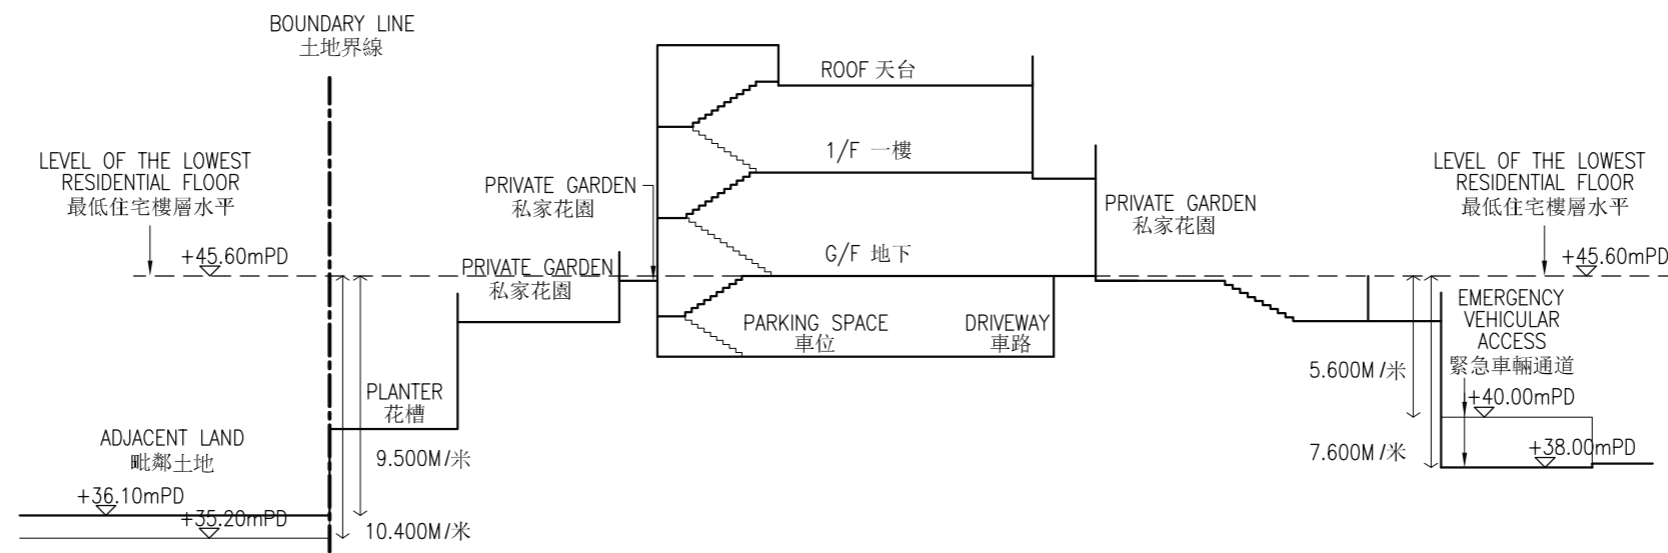 BOUNDARY LINE
土地界線
ROOF 天台
1/F 一樓
LEVEL OF THE LOWEST
RESIDENTIAL FLOOR
最低住宅樓層水平
+45.60mPD
PRIVATE GARDEN
私家花園
PRIVATE GARDEN
私家花園
G/F 地下
PRIVATE GARDEN
私家花園
LEVEL OF THE LOWEST
RESIDENTIAL FLOOR
最低住宅樓層水平
+45.60mPD
PARKING SPACE
車位
DRIVEWAY
車路
EMERGENCY
VEHICULAR
ACCESS
緊急車輛通道
5.600M/米
+40.00mPD
7.600M/米
+38.00mPD
PLANTER
花槽
ADJACENT LAND
毗鄰土地
9.500M/米
+36.10mPD
+35.20mPD
10.400M/米